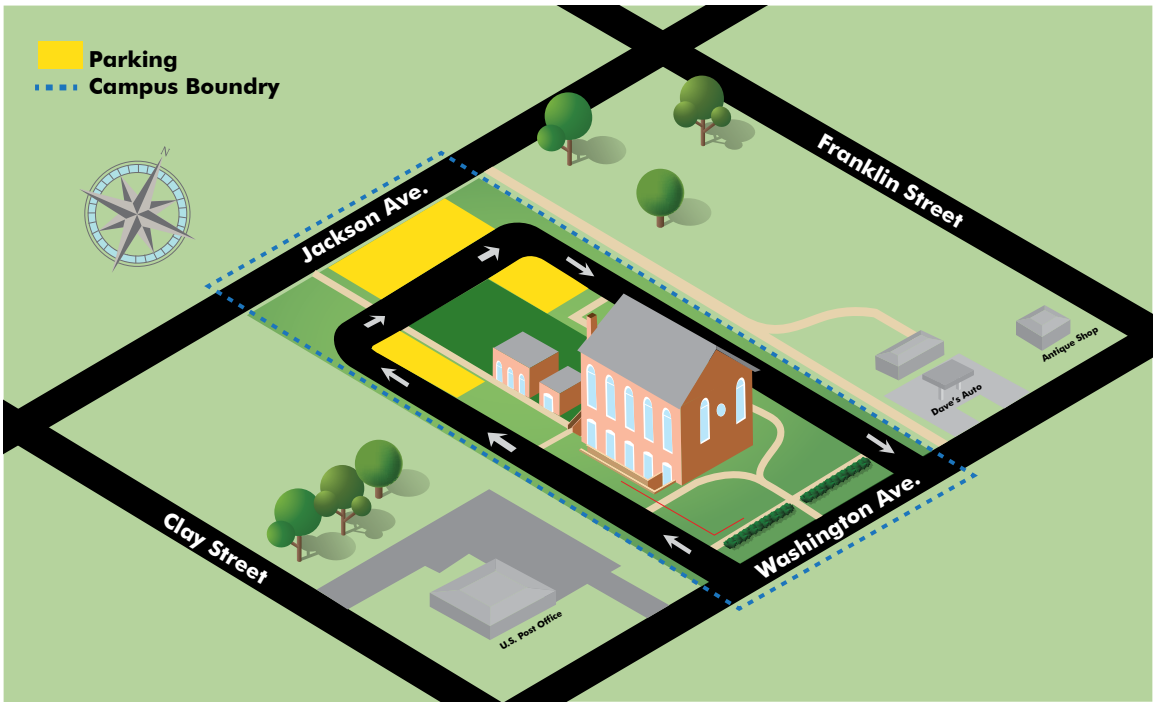 Parking
Campus Boundry
N
Jackson Ave.
Franklin Street
Antique Shop
Dave's Auto
Washington Ave.
Clay Street
U.S. Post Office